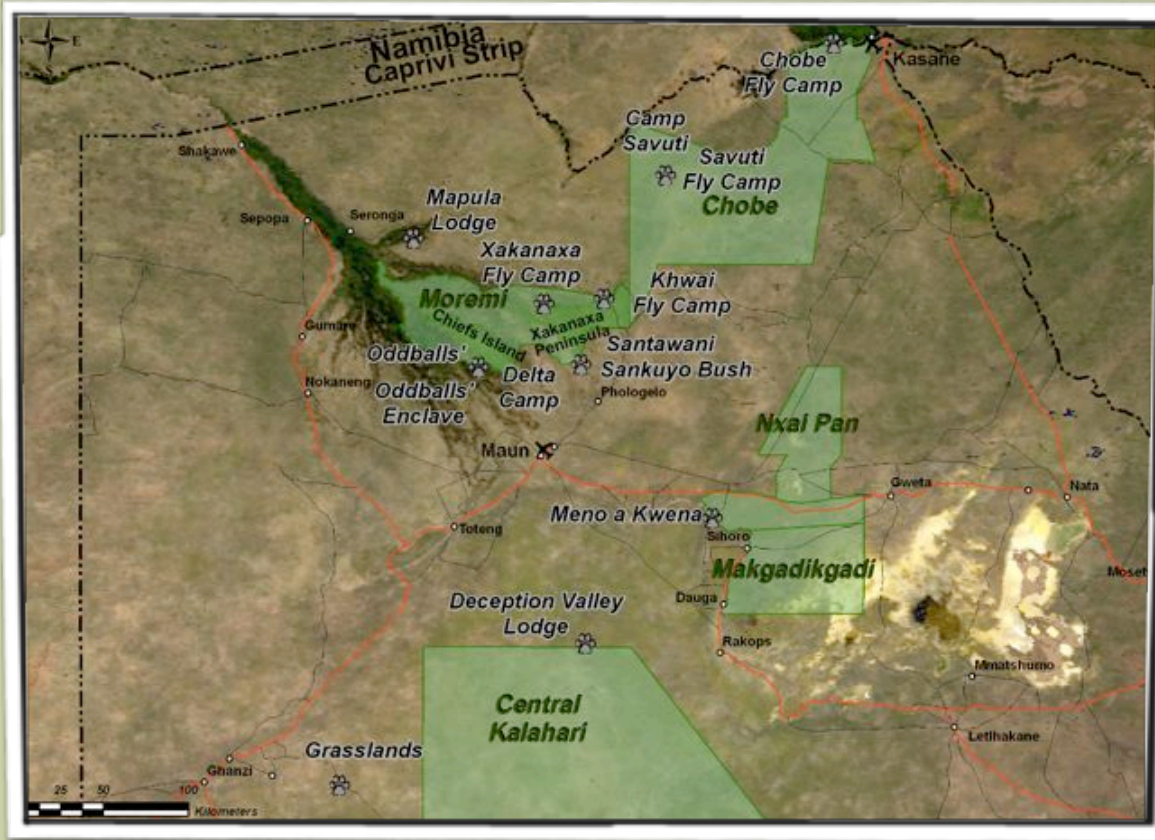 E
Namibia
Caprivi Strip
Chobe
Fly Camp
Kasane
Camp
Savuti
Savuti
Fly Camp
Chobe
Shakawe
Mapula
Lodge
Sepopa
Seronga
Xakanaxa
Fly Camp
Khwai
Fly Camp
Moremi
Chiefs Island
Xakanaxa
Peninsula
Gumare
Oddballs'
Santawani
Sankuyo Bush
Delta
Camp
Nokaneng
Oddballs'
Enclave
Phologelo
Nxai Pan
Maun
Gweta
Nata
Meno a Kwena
Toteng
Sihoro
Makgadikgadi
Moset
Deception Valley
Lodge
Dauga
Rakops
Mmatshumo
Central
Kalahari
Letlhakane
Grasslands
Ghanzi
25 50 100
Kilometers